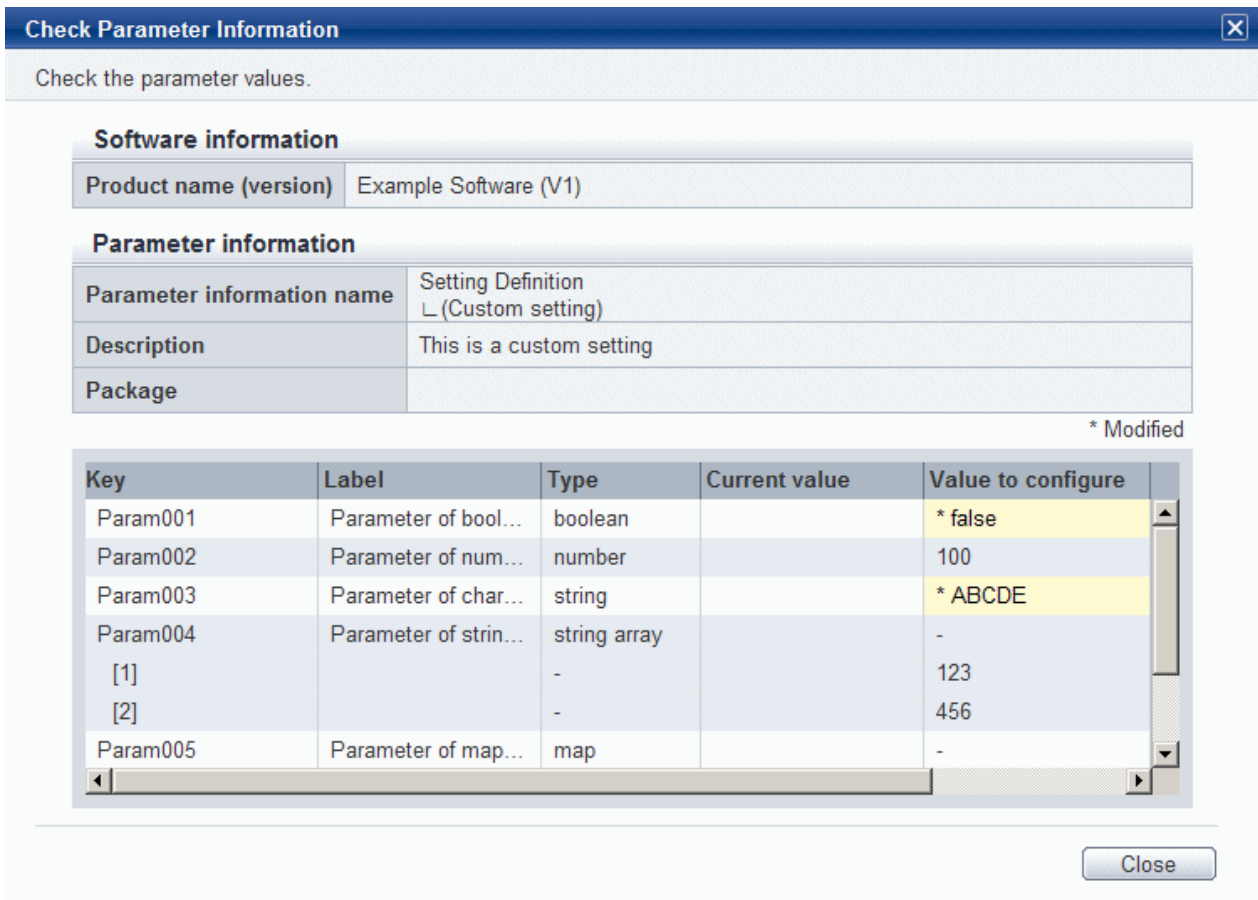 Check Parameter Information
Check the parameter values.
Software information
Product name (version) Example Software (V1)
Parameter information
Parameter information name Setting Definition
∟(Custom setting)
Description This is a custom setting
Package
* Modified
Key Label Type Current value Value to configure
Param001 Parameter of bool... boolean * false
Param002 Parameter of num... number 100
Param003 Parameter of char... string * ABCDE
Param004 Parameter of strin... string array -
[1] - 123
[2] - 456
Param005 Parameter of map... map -
Close